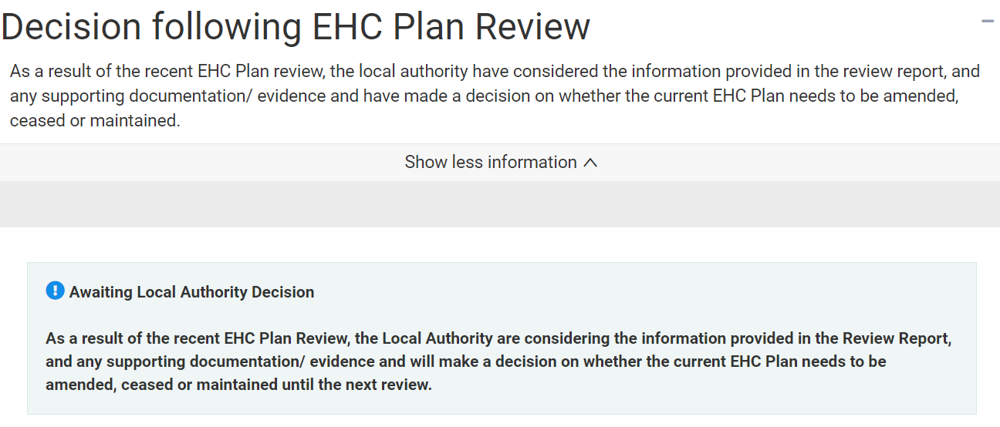 Decision following EHC Plan Review
As a result of the recent EHC Plan review, the local authority have considered the information provided in the review report, and
any supporting documentation/ evidence and have made a decision on whether the current EHC Plan needs to be amended,
ceased or maintained.
Show less information
Awaiting Local Authority Decision
As a result of the recent EHC Plan Review, the Local Authority are considering the information provided in the Review Report,
and any supporting documentation/ evidence and will make a decision on whether the current EHC Plan needs to be
amended, ceased or maintained until the next review.